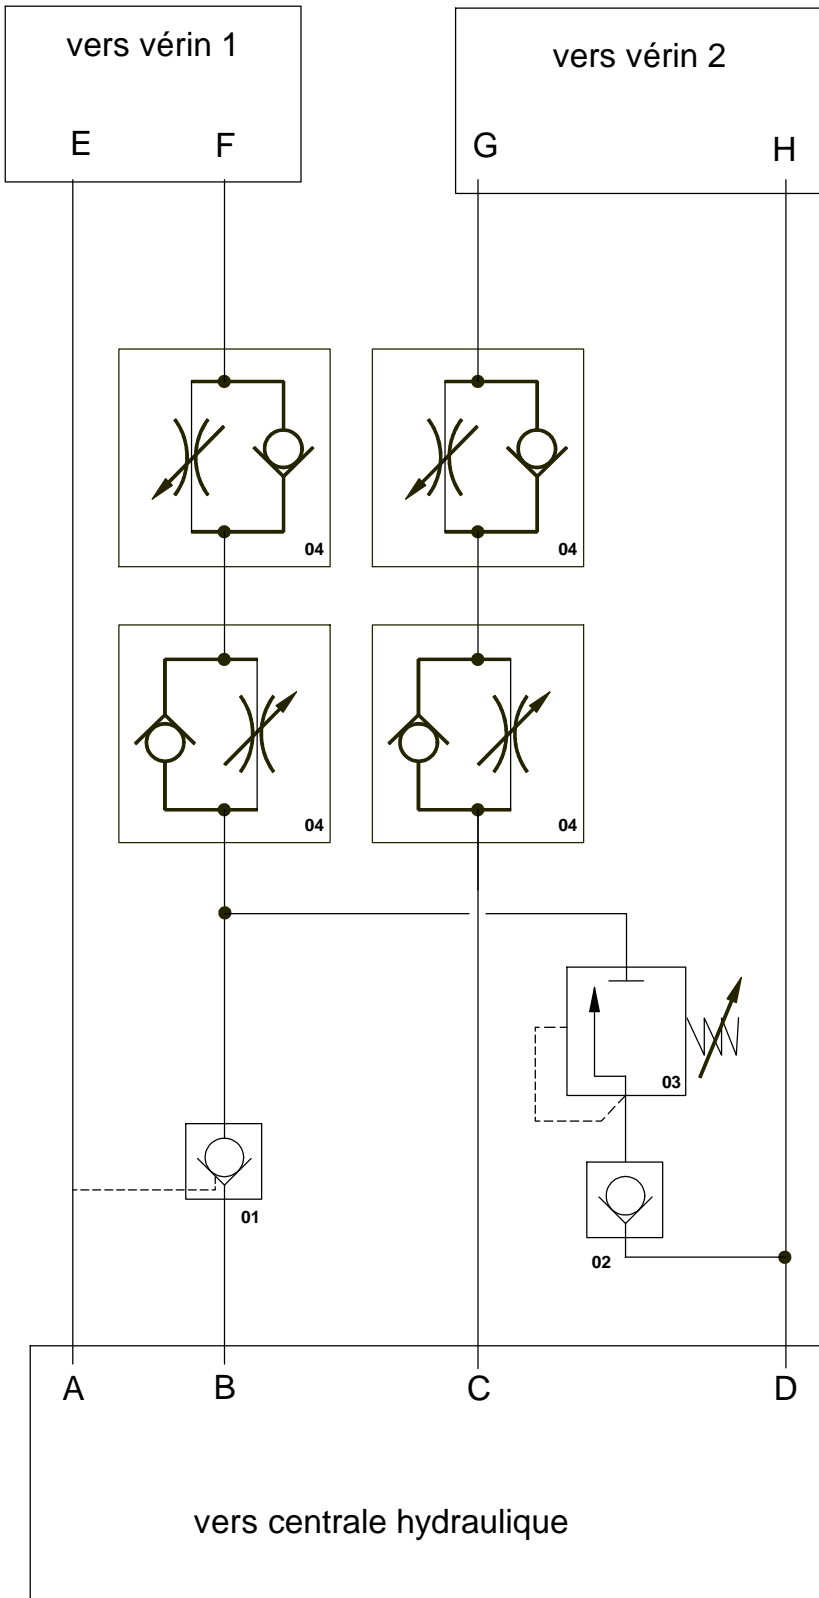 vers vérin 1
vers vérin 2
E F
G H
04 04
04 04
03
01
02
A B C D
vers centrale hydraulique